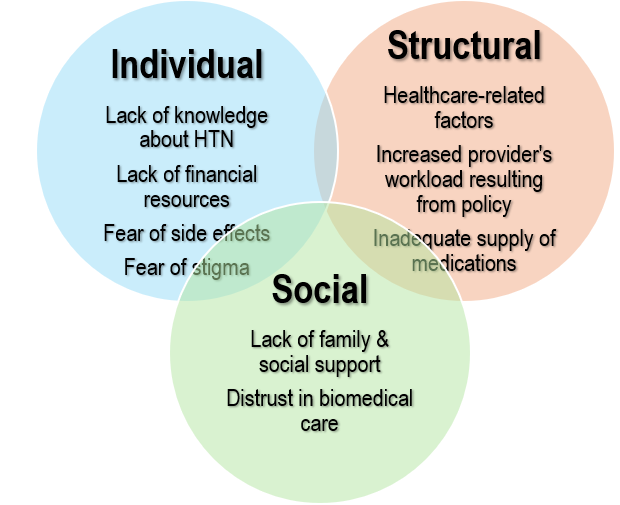 Individual
Lack of knowledge
about HTN
Lack of financial
resources
Fear of side effects
Fear of stigma
Structural
Healthcare-related
factors
Increased provider's
workload resulting
from policy
Inadequate supply of
medications
Social
Lack of family &
social support
Distrust in biomedical
care